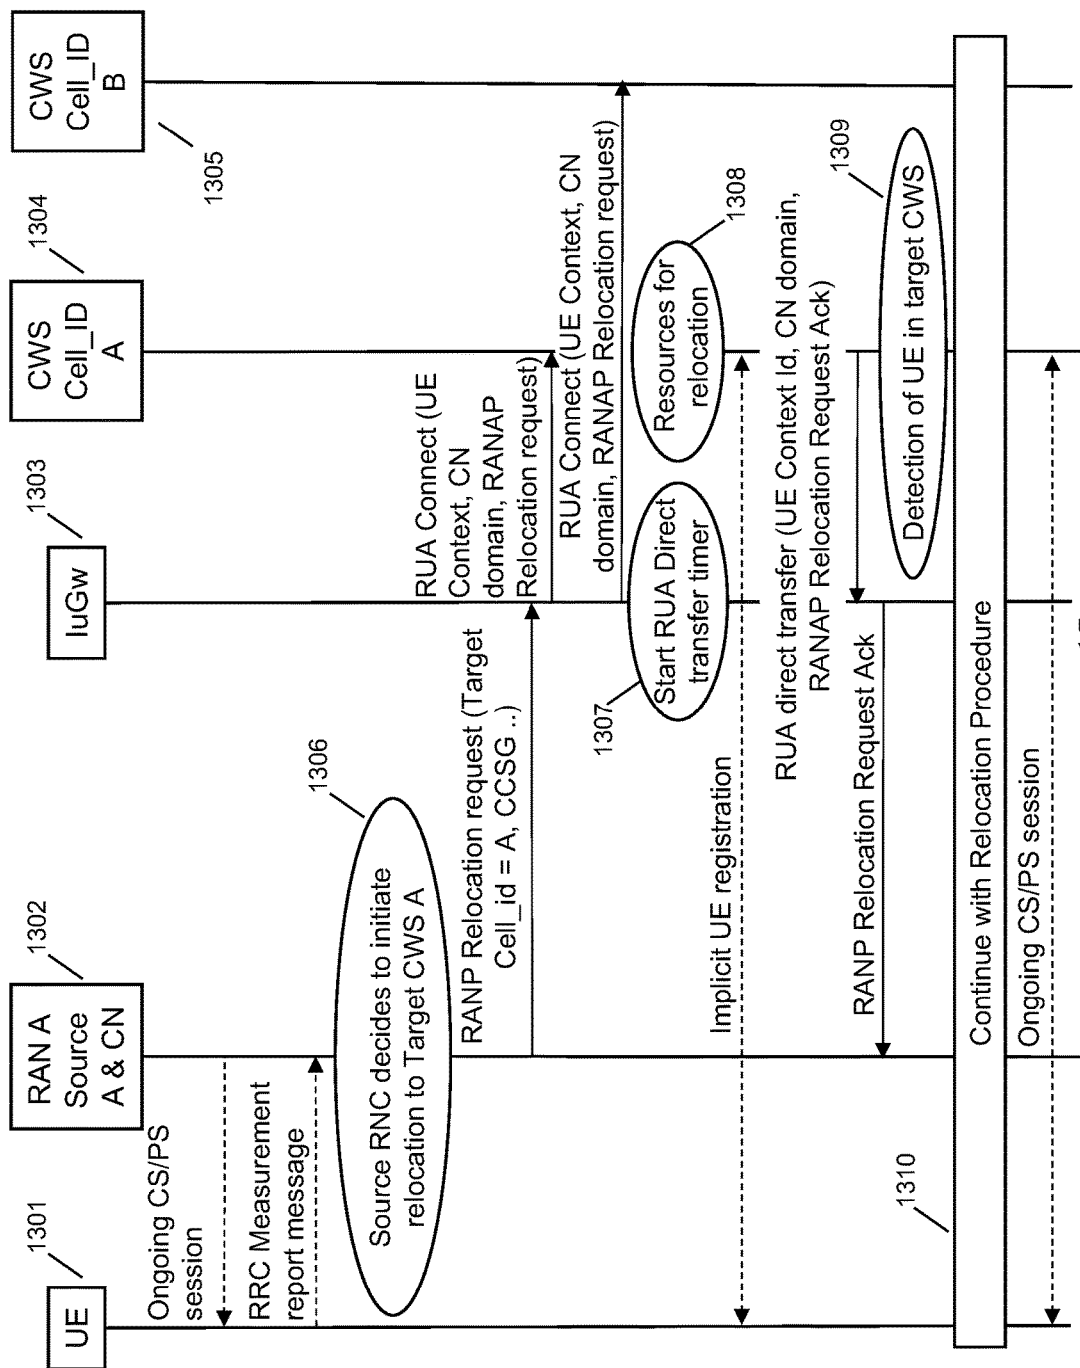 UE
1301
RAN A
Source
A & CN
1302
IuGw
1303
CWS
Cell_ID
A
1304
CWS
Cell_ID
B
1305
Ongoing CS/PS
session
RRC Measurement
report message
Source RNC decides to initiate
relocation to Target CWS A
1306
RANP Relocation request (Target
Cell_id = A, CCSG ..)
RUA Connect (UE
Context, CN
domain, RANAP
Relocation request)
RUA Connect (UE Context, CN
domain, RANAP Relocation request)
Start RUA Direct
transfer timer
1307
Resources for
relocation
1308
Implicit UE registration
RUA direct transfer (UE Context Id, CN domain,
RANAP Relocation Request Ack)
RANP Relocation Request Ack
Detection of UE in target CWS
1309
Continue with Relocation Procedure
1310
Ongoing CS/PS session